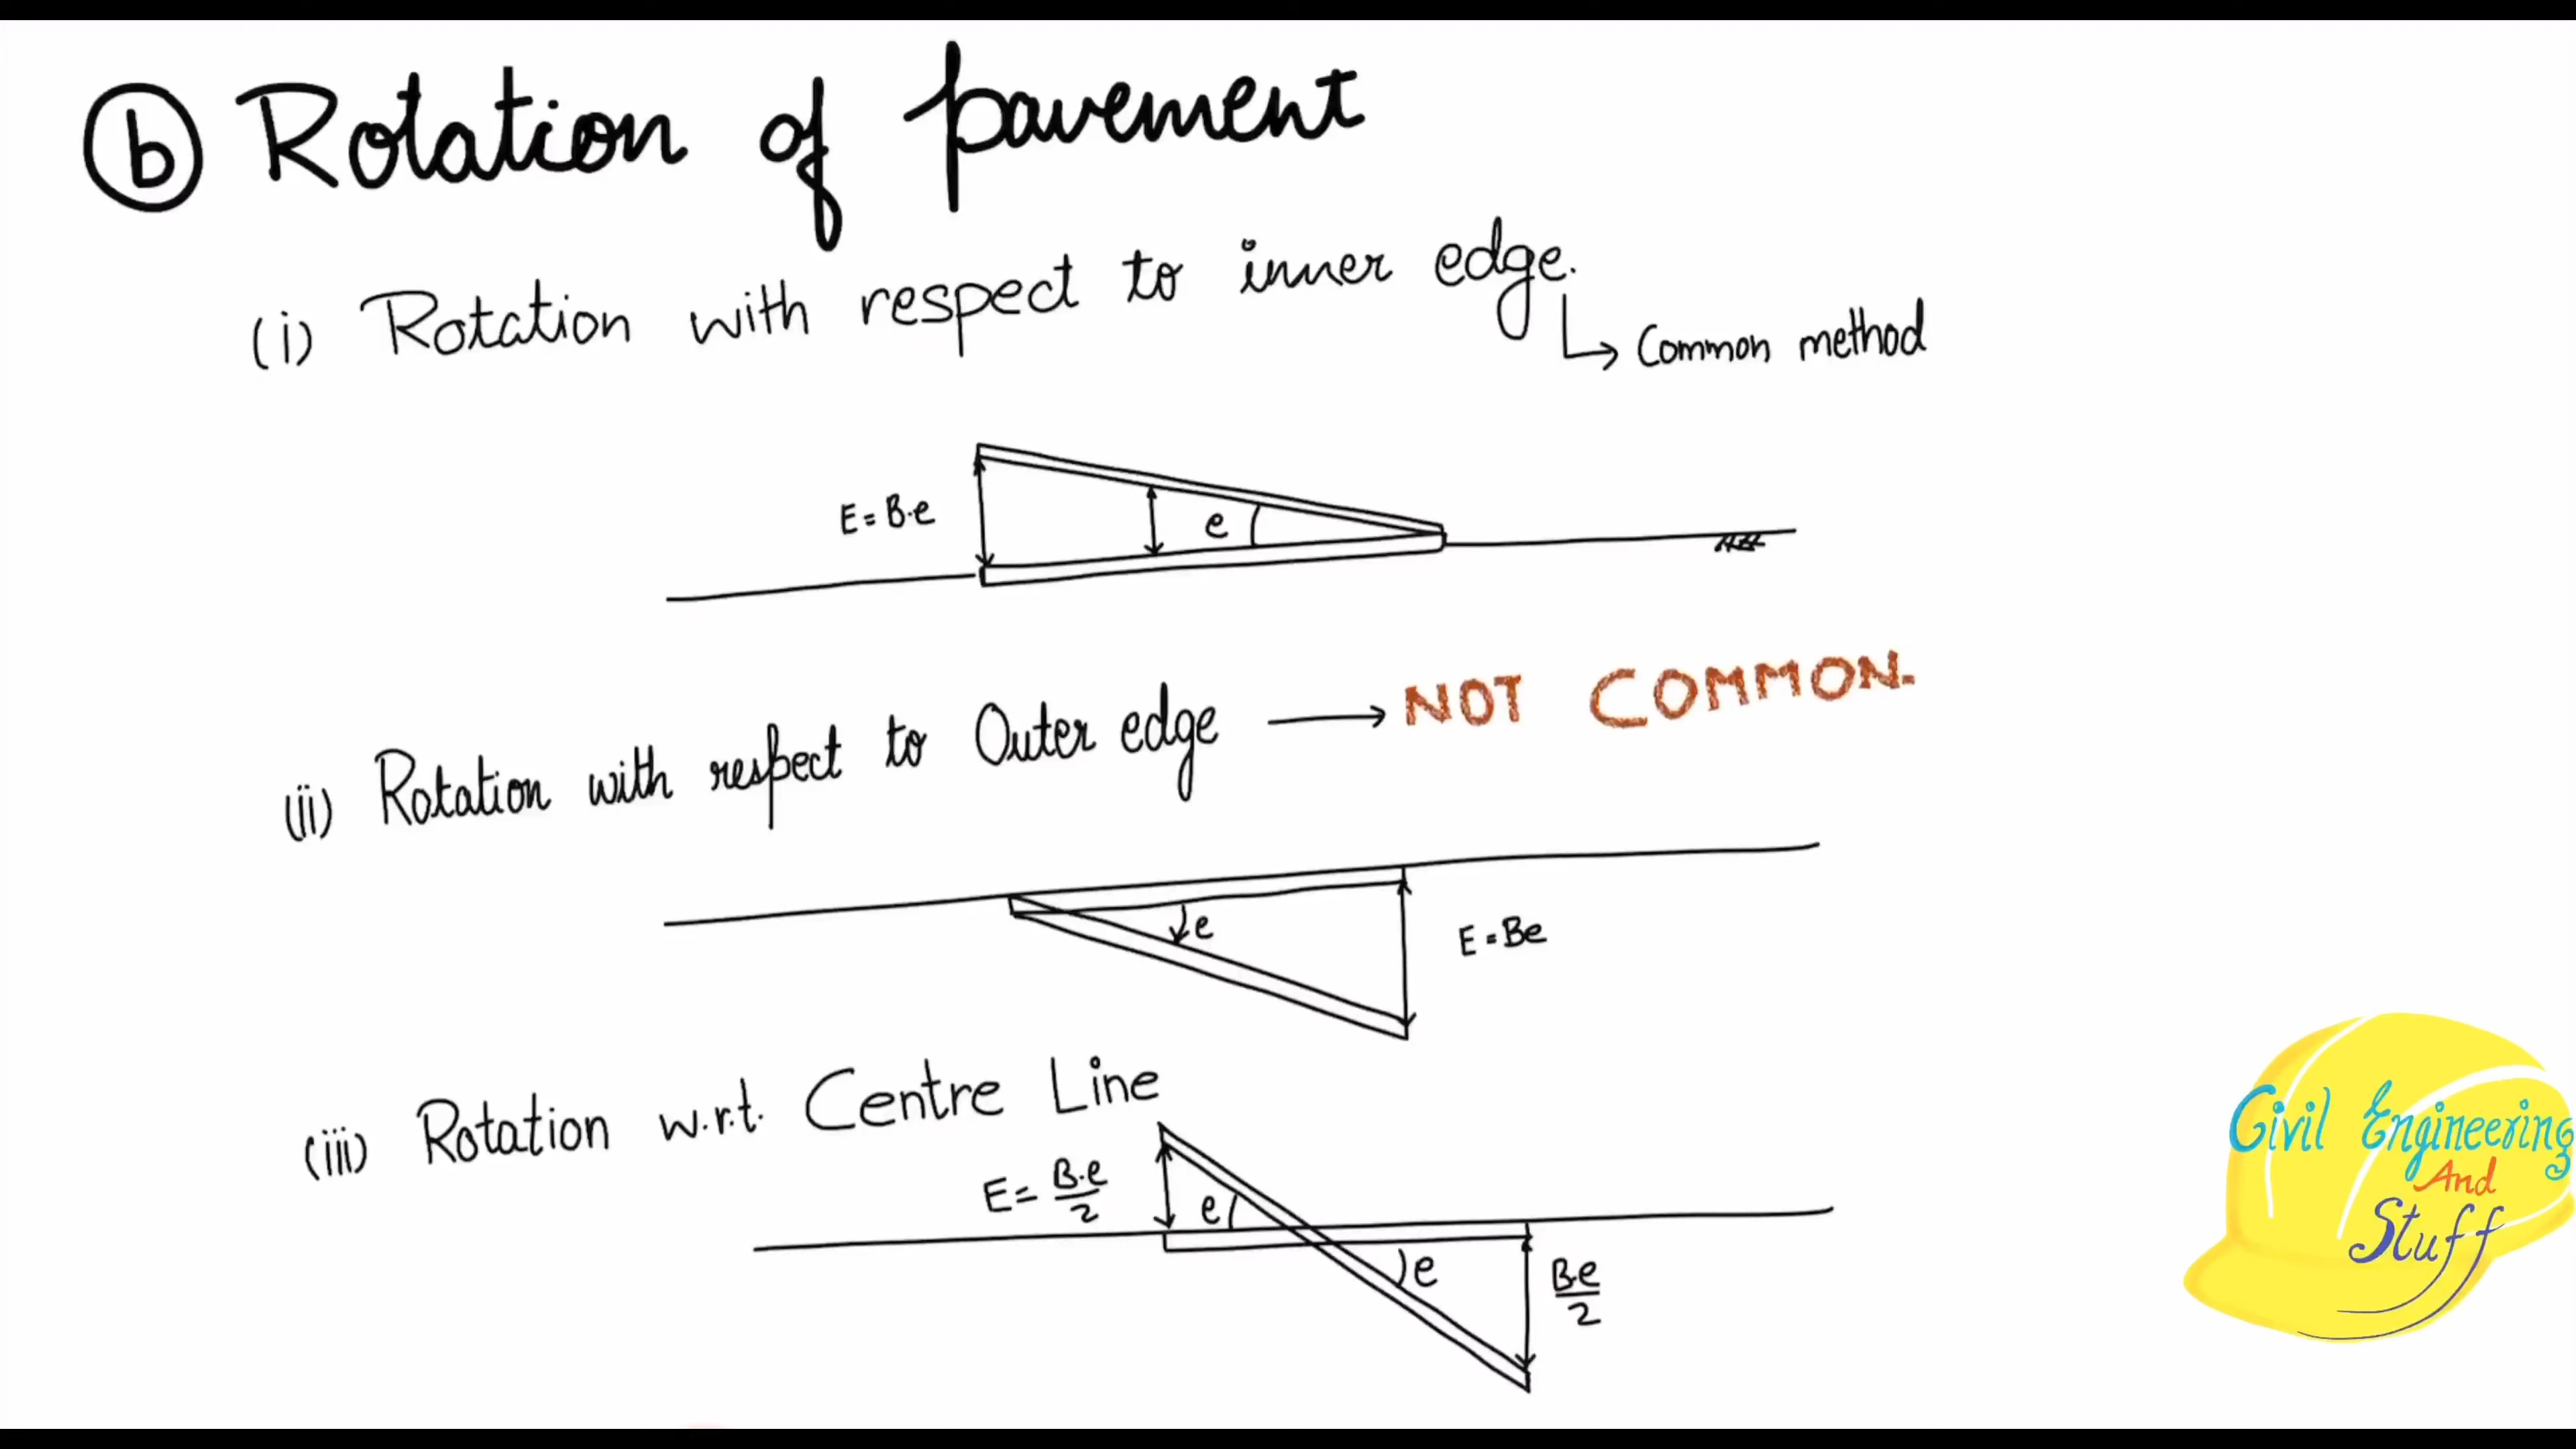 b Rotation of pavement
(i) Rotation with respect to inner edge.
Common method
E = B.e
e
(ii) Rotation with respect to Outer edge → NOT COMMON.
e
E = Be
(iii) Rotation w.r.t. Centre Line
E = B.e/2
e
e
B.e/2
Civil Engineering
And
Stuff